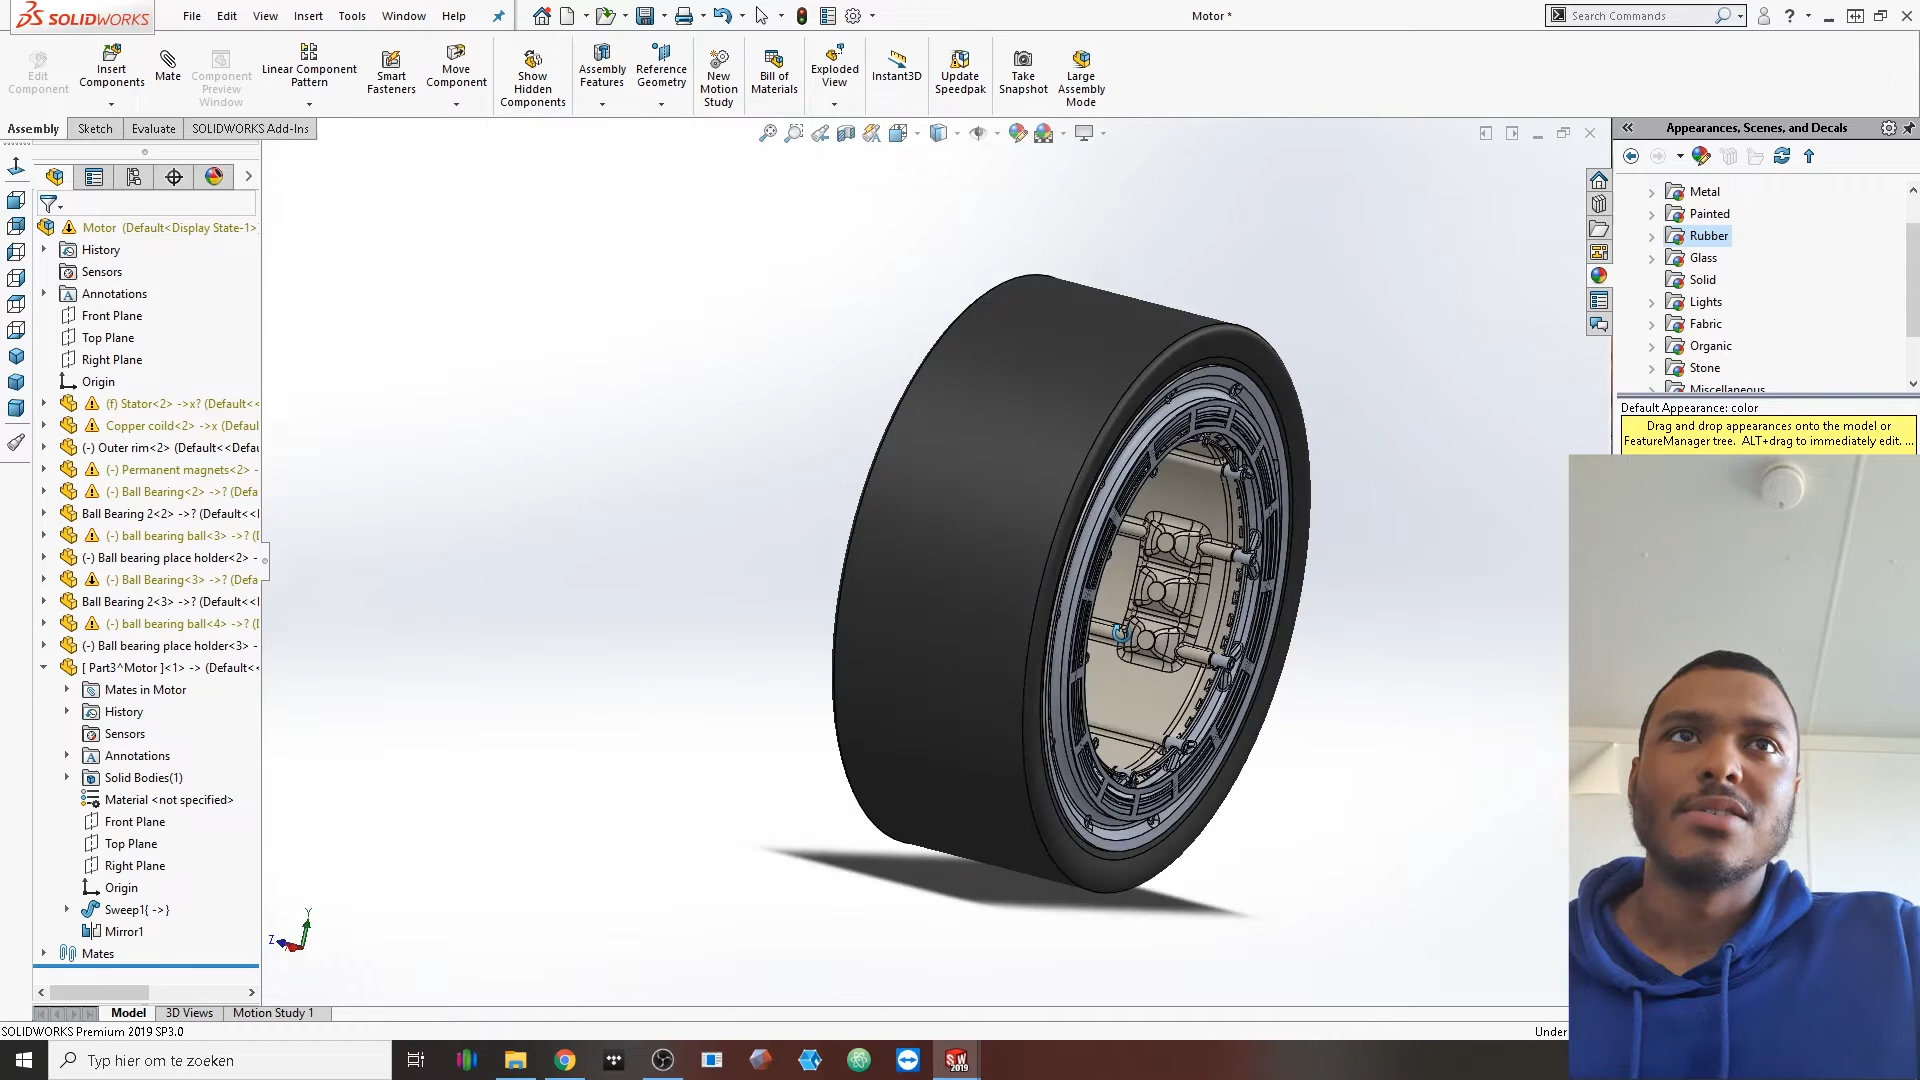 SOLIDWORKS
File Edit View Insert Tools Window Help
Motor *
Search Commands
Edit Component
Insert Components
Mate
Component Preview Window
Linear Component Pattern
Smart Fasteners
Move Component
Show Hidden Components
Assembly Features
Reference Geometry
New Motion Study
Bill of Materials
Exploded View
Instant3D
Update Speedpak
Take Snapshot
Large Assembly Mode
Assembly Sketch Evaluate SOLIDWORKS Add-Ins
Motor (Default<Display State-1>
History
Sensors
Annotations
Front Plane
Top Plane
Right Plane
Origin
(f) Stator<2> ->x? (Default<<
Copper coild<2> ->x (Defaul
(-) Outer rim<2> (Default<<Defau
(-) Permanent magnets<2> -
(-) Ball Bearing<2> ->? (Defa
Ball Bearing 2<2> ->? (Default<<
(-) ball bearing ball<3> ->? (
(-) Ball bearing place holder<2> -
(-) Ball Bearing<3> ->? (Defa
Ball Bearing 2<3> ->? (Default<<
(-) ball bearing ball<4> ->? (
(-) Ball bearing place holder<3> -
[ Part3^Motor ]<1> -> (Default<<
Mates in Motor
History
Sensors
Annotations
Solid Bodies(1)
Material <not specified>
Front Plane
Top Plane
Right Plane
Origin
Sweep1{ ->}
Mirror1
Mates
Y
Z
Appearances, Scenes, and Decals
Metal
Painted
Rubber
Glass
Solid
Lights
Fabric
Organic
Stone
Miscellaneous
Default Appearance: color
Drag and drop appearances onto the model or
FeatureManager tree. ALT+drag to immediately edit. ...
Model 3D Views Motion Study 1
SOLIDWORKS Premium 2019 SP3.0
Under
Typ hier om te zoeken
SW
2019